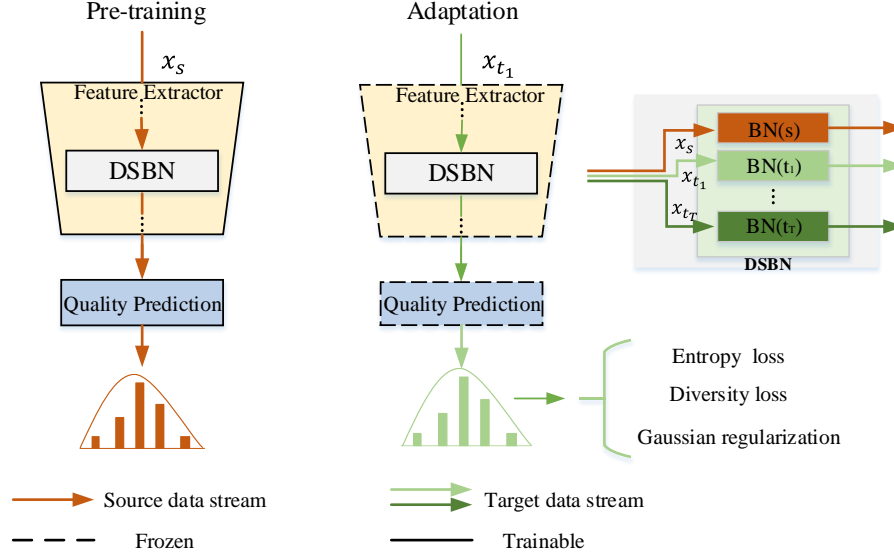 Pre-training
x_s
Feature Extractor
DSBN
Quality Prediction
Adaptation
x_{t_1}
Feature Extractor
DSBN
Quality Prediction
x_s
x_{t_1}
x_{t_T}
BN(s)
BN(t₁)
BN(t_T)
DSBN
Entropy loss
Diversity loss
Gaussian regularization
Source data stream
Target data stream
Frozen
Trainable